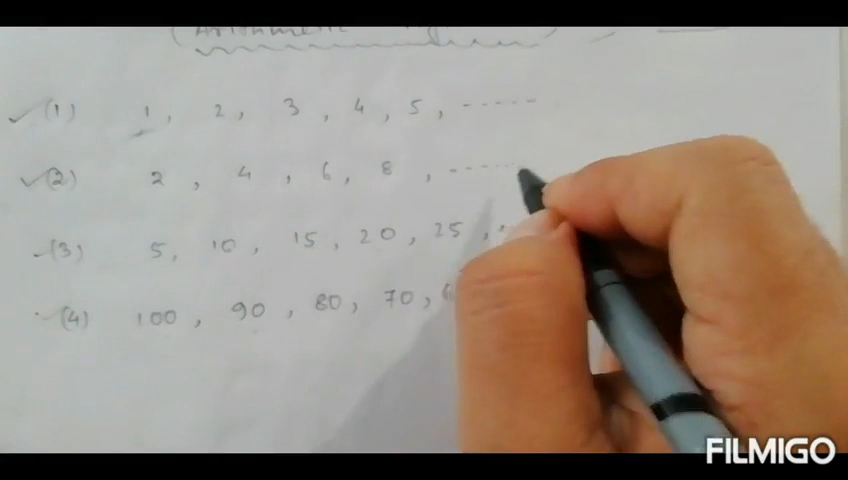 (Arithmetic
(1) 1, 2, 3, 4, 5, ------
(2) 2, 4, 6, 8, ------
(3) 5, 10, 15, 20, 25,
(4) 100, 90, 80, 70,
FILMIGO